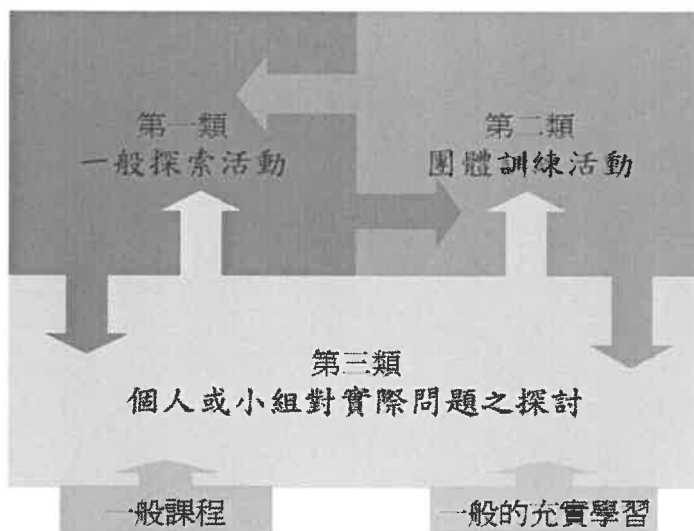 第一類
一般探索活動
第二類
團體訓練活動
第三類
個人或小組對實際問題之探討
一般課程
一般的充實學習